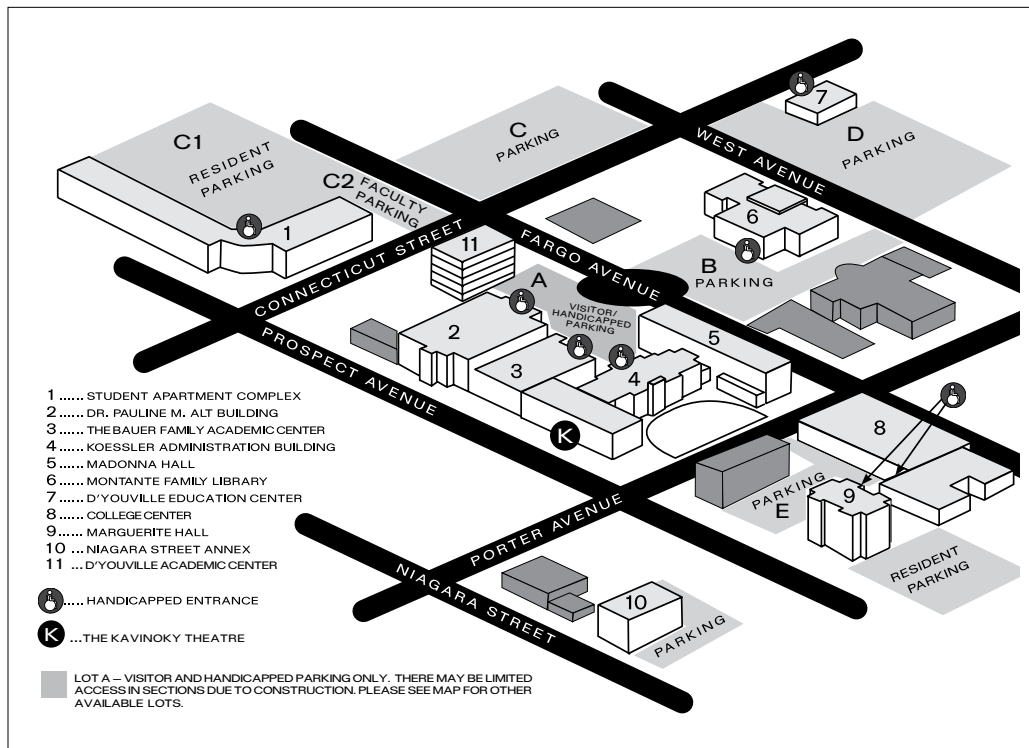 7
D
PARKING
C
PARKING
WEST AVENUE
C1
RESIDENT
PARKING
C2 FACULTY
PARKING
6
1
11
CONNECTICUT STREET
FARGO AVENUE
B
PARKING
A
VISITOR/
HANDICAPPED
PARKING
PROSPECT AVENUE
2
5
3
4
K
8
9
PARKING
E
PORTER AVENUE
RESIDENT
PARKING
NIAGARA STREET
10
PARKING
1 ...... STUDENT APARTMENT COMPLEX
2 ...... DR. PAULINE M. ALT BUILDING
3 ...... THE BAUER FAMILY ACADEMIC CENTER
4 ...... KOESSLER ADMINISTRATION BUILDING
5 ...... MADONNA HALL
6 ...... MONTANTE FAMILY LIBRARY
7 ...... D'YOUVILLE EDUCATION CENTER
8 ...... COLLEGE CENTER
9 ...... MARGUERITE HALL
10 ... NIAGARA STREET ANNEX
11 ... D'YOUVILLE ACADEMIC CENTER
..... HANDICAPPED ENTRANCE
K ...THE KAVINOKY THEATRE
LOT A – VISITOR AND HANDICAPPED PARKING ONLY. THERE MAY BE LIMITED
ACCESS IN SECTIONS DUE TO CONSTRUCTION. PLEASE SEE MAP FOR OTHER
AVAILABLE LOTS.